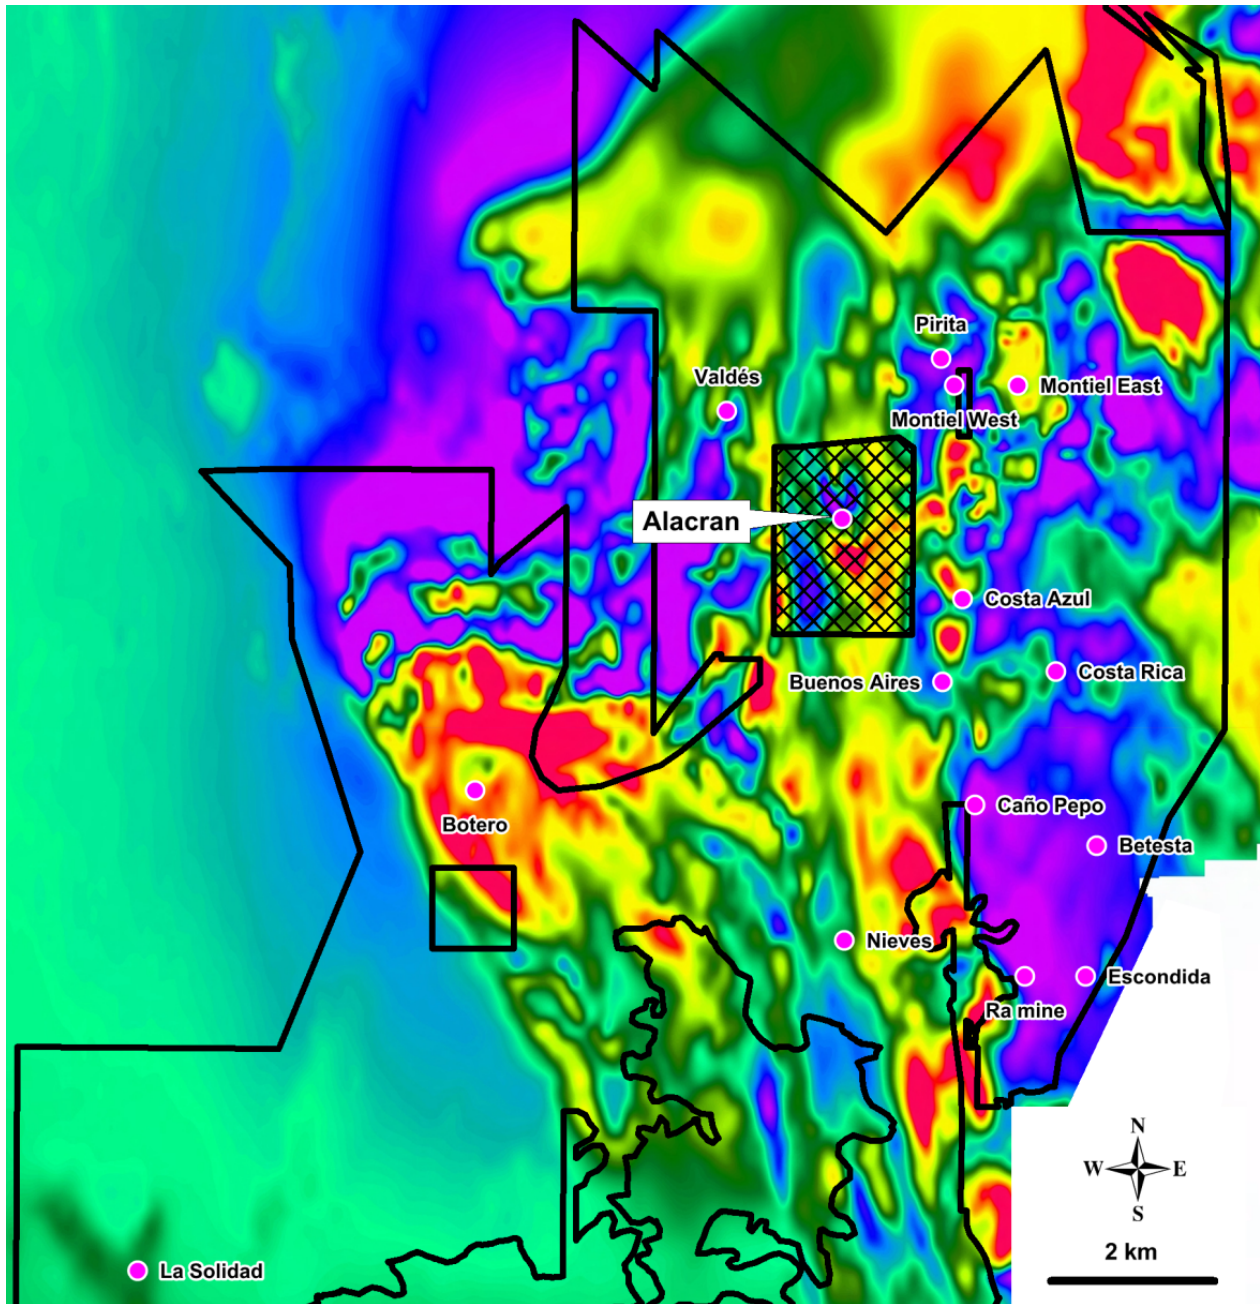 Pirita
Valdés
Montiel East
Montiel West
Alacran
Costa Azul
Costa Rica
Buenos Aires
Botero
Caño Pepo
Betesta
Nieves
Escondida
Ra mine
N
W E
S
2 km
La Solidad